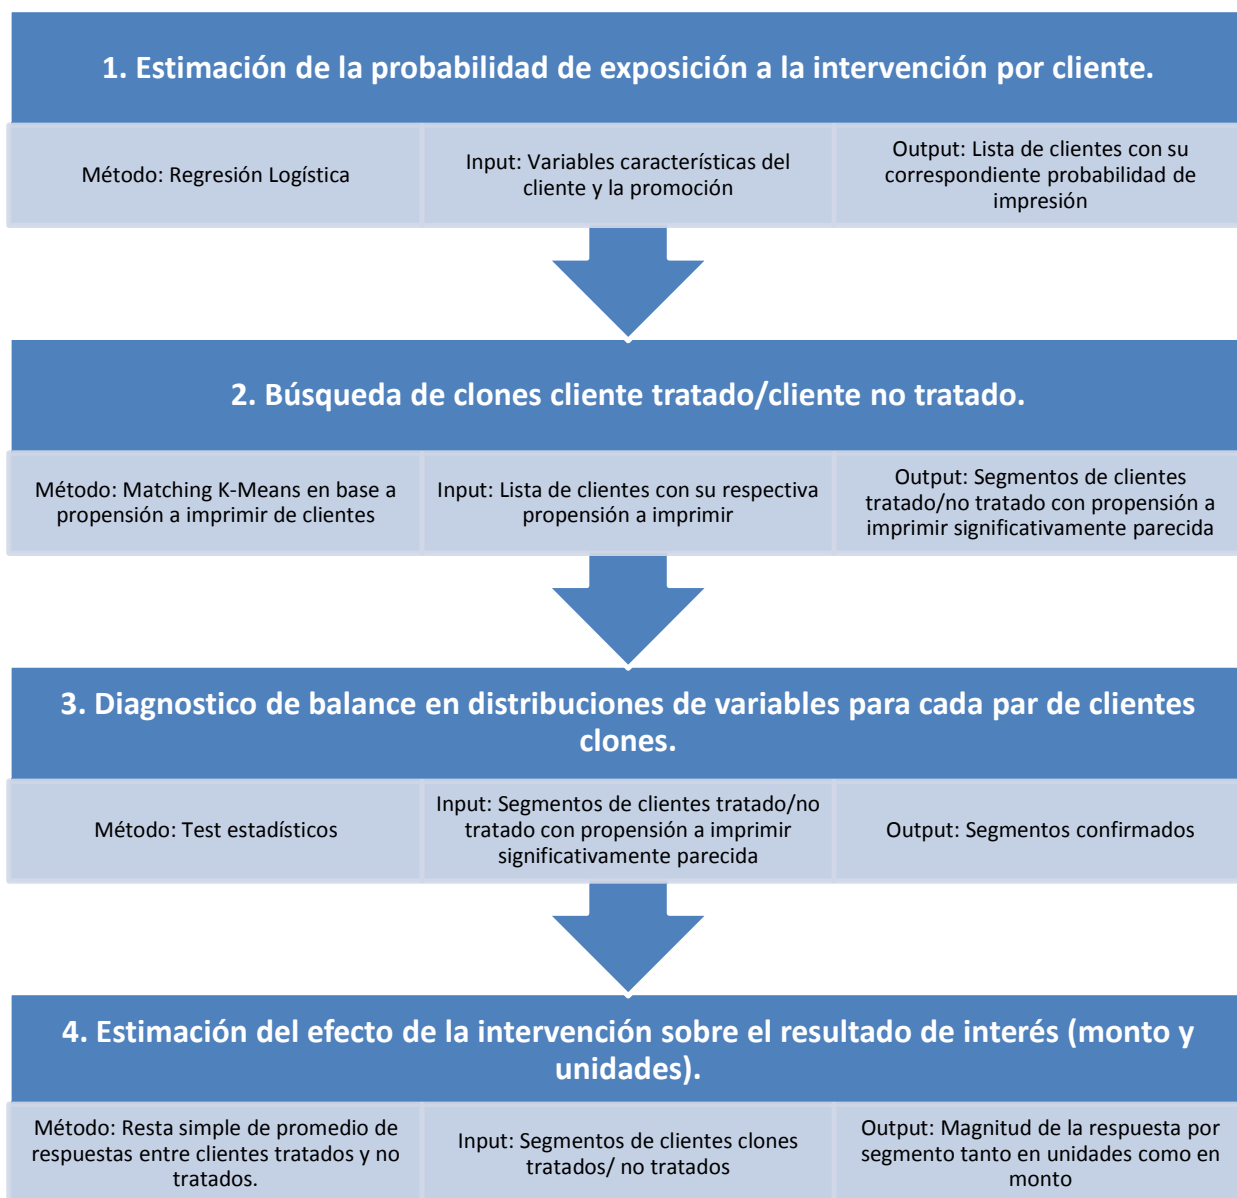 1. Estimación de la probabilidad de exposición a la intervención por cliente.
Método: Regresión Logística
Input: Variables características del
cliente y la promoción
Output: Lista de clientes con su
correspondiente probabilidad de
impresión
2. Búsqueda de clones cliente tratado/cliente no tratado.
Método: Matching K-Means en base a
propensión a imprimir de clientes
Input: Lista de clientes con su respectiva
propensión a imprimir
Output: Segmentos de clientes
tratado/no tratado con propensión a
imprimir significativamente parecida
3. Diagnostico de balance en distribuciones de variables para cada par de clientes
clones.
Método: Test estadísticos
Input: Segmentos de clientes tratado/no
tratado con propensión a imprimir
significativamente parecida
Output: Segmentos confirmados
4. Estimación del efecto de la intervención sobre el resultado de interés (monto y
unidades).
Método: Resta simple de promedio de
respuestas entre clientes tratados y no
tratados.
Input: Segmentos de clientes clones
tratados/ no tratados
Output: Magnitud de la respuesta por
segmento tanto en unidades como en
monto